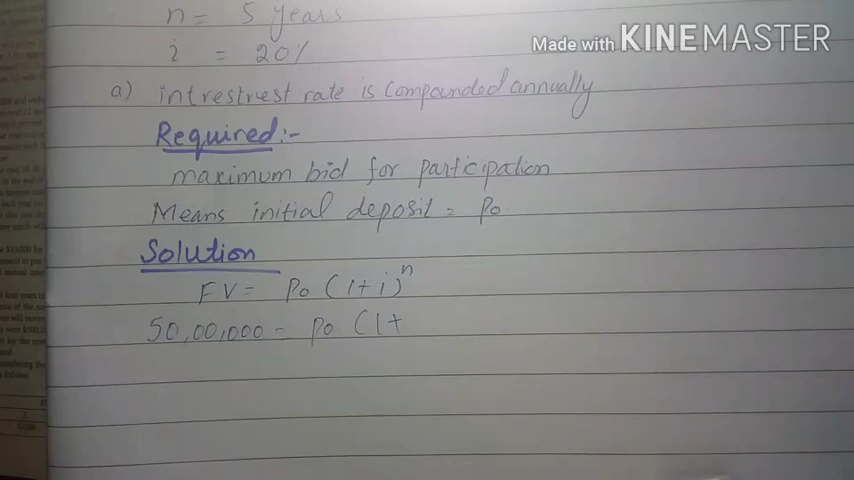 n = 5 years
i = 20%
Made with KINEMASTER
a) intrestrest rate is Compounded annually
Required:-
maximum bid for participation
Means initial deposit = Po
Solution
FV = Po (1+i)^n
50,00,000 = Po (1+